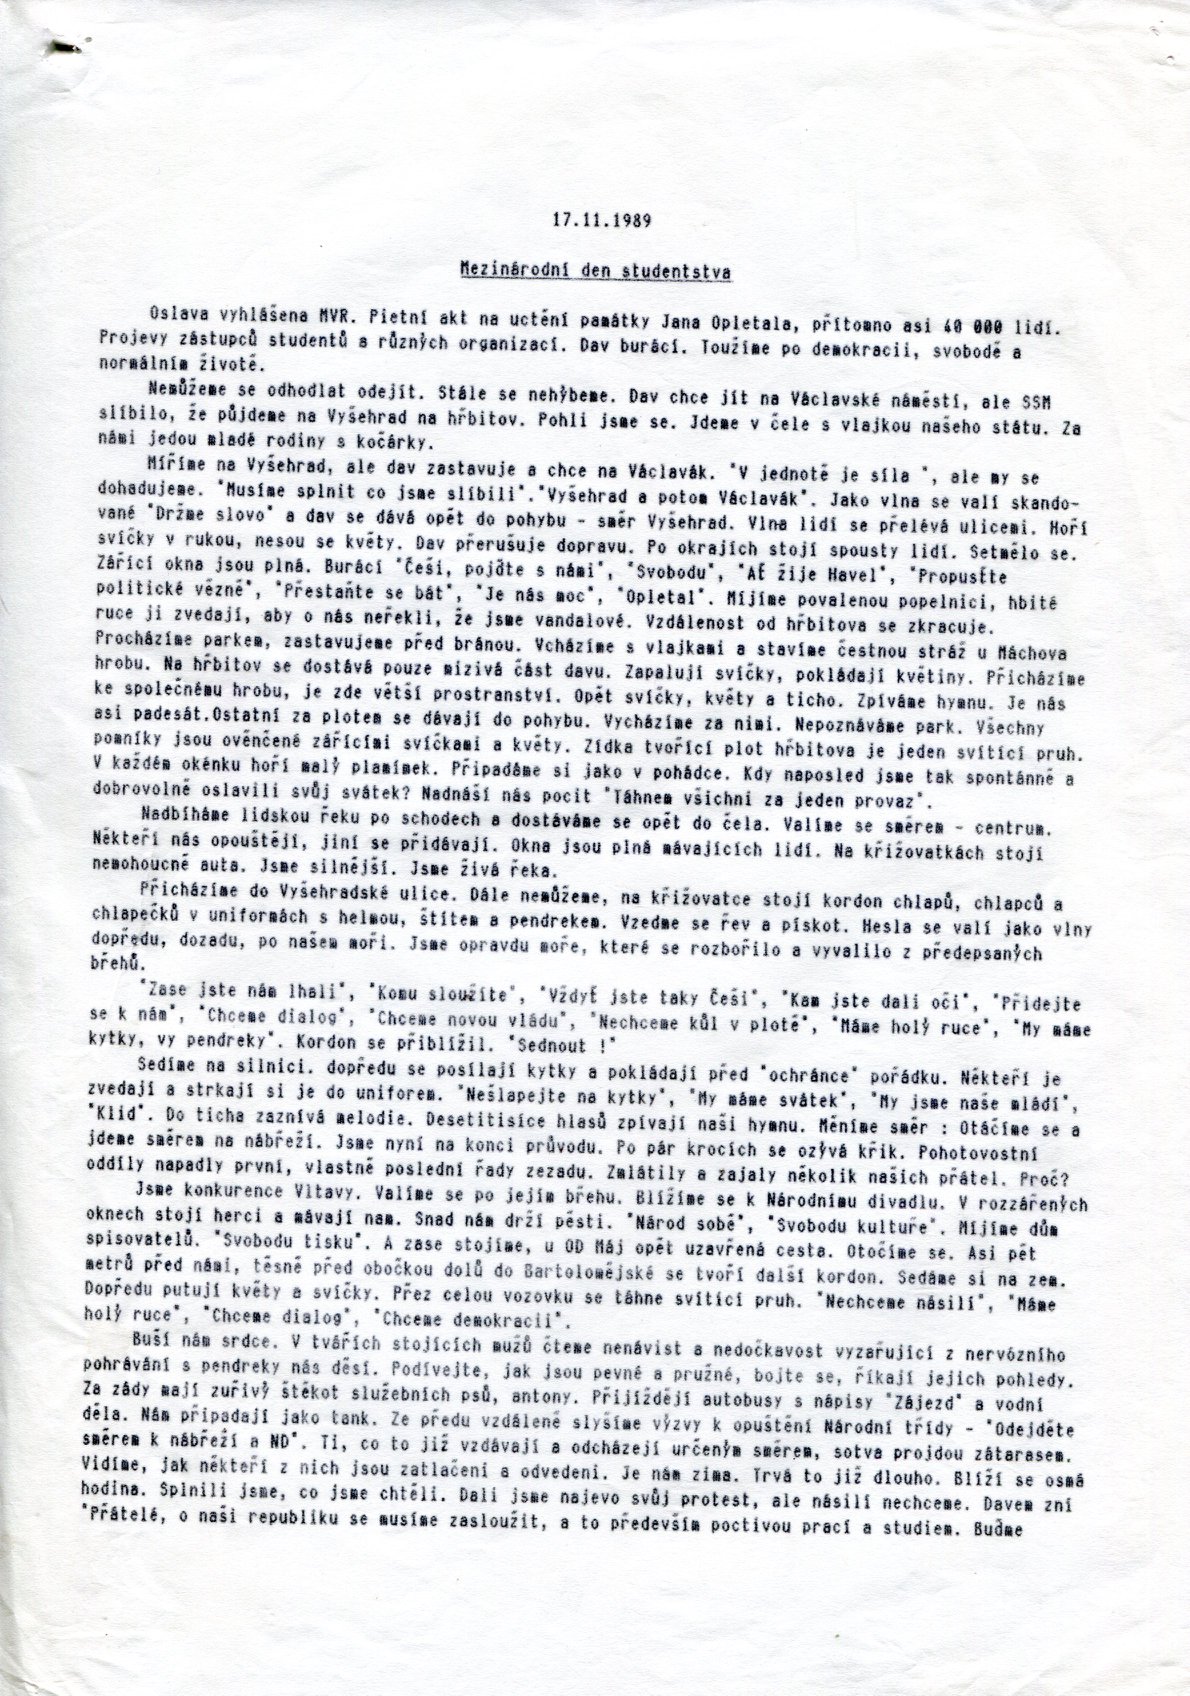 17.11.1989
Mezinárodní den studentstva
Oslava vyhlášena MVR. Pietní akt na uctění památky Jana Opletala, přítomno asi 40 000 lidí.
Projevy zástupců studentů a různých organizací. Dav burácí. Toužíme po demokracii, svobodě a
normálním životě.
Nemůžeme se odhodlat odejít. Stále se nehýbeme. Dav chce jít na Václavské náměstí, ale SSM
slíbilo, že půjdeme na Vyšehrad na hřbitov. Pohli jsme se. Jdeme v čele s vlajkou našeho státu. Za
námi jedou mladé rodiny s kočárky.
Míříme na Vyšehrad, ale dav zastavuje a chce na Václavák. "V jednotě je síla ", ale my se
dohadujeme. "Musíme splnit co jsme slíbili"."Vyšehrad a potom Václavák". Jako vlna se valí skando-
vané "Držme slovo" a dav se dává opět do pohybu - směr Vyšehrad. Vlna lidí se přelévá ulicemi. Hoří
svíčky v rukou, nesou se květy. Dav přerušuje dopravu. Po okrajích stojí spousty lidí. Setmělo se.
Zářící okna jsou plná. Burácí "Češi, pojďte s námi", "Svobodu", "Ať žije Havel", "Propusťte
politické vězně", "Přestaňte se bát", "Je nás moc", "Opletal". Míjíme povalenou popelnici, hbitě
ruce ji zvedají, aby o nás neřekli, že jsme vandalové. Vzdálenost od hřbitova se zkracuje.
Procházíme parkem, zastavujeme před bránou. Vcházíme s vlajkami a stavíme čestnou stráž u Máchova
hrobu. Na hřbitov se dostává pouze mizivá část davu. Zapalují svíčky, pokládají květiny. Přicházíme
ke společnému hrobu, je zde větší prostranství. Opět svíčky, květy a ticho. Zpíváme hymnu. Je nás
asi padesát.Ostatní za plotem se dávají do pohybu. Vycházíme za nimi. Nepoznáváme park. Všechny
pomníky jsou ověnčené zářícími svíčkami a květy. Zídka tvořící plot hřbitova je jeden svítící pruh.
V každém okénku hoří malý plamínek. Připadáme si jako v pohádce. Kdy naposled jsme tak spontánně a
dobrovolně oslavili svůj svátek? Nadnáší nás pocit "Táhnem všichni za jeden provaz".
Nadbíháme lidskou řeku po schodech a dostáváme se opět do čela. Valíme se směrem - centrum.
Někteří nás opouštějí, jiní se přidávají. Okna jsou plná mávajících lidí. Na křižovatkách stojí
nemohoucně auta. Jsme silnější. Jsme živá řeka.
Přicházíme do Vyšehradské ulice. Dále nemůžeme, na křižovatce stojí kordon chlapů, chlapců a
chlapečků v uniformách s helmou, štítem a pendrekem. Vzedme se řev a pískot. Hesla se valí jako vlny
dopředu, dozadu, po našem moři. Jsme opravdu moře, které se rozbořilo a vyvalilo z předepsaných
břehů.
"Zase jste nám lhali", "Komu sloužíte", "Vždyť jste taky Češi", "Kam jste dali oči", "Přidejte
se k nám", "Chceme dialog", "Chceme novou vládu", "Nechceme kůl v plotě", "Máme holý ruce", "My máme
kytky, vy pendreky". Kordon se přiblížil. "Sednout !"
Sedíme na silnici. dopředu se posílají kytky a pokládají před "ochránce" pořádku. Někteří je
zvedají a strkají si je do uniforem. "Nešlapejte na kytky", "My máme svátek", "My jsme naše mládí",
"Klid". Do ticha zaznívá melodie. Desetitisíce hlasů zpívají naši hymnu. Měníme směr : Otáčíme se a
jdeme směrem na nábřeží. Jsme nyní na konci průvodu. Po pár krocích se ozývá křik. Pohotovostní
oddíly napadly první, vlastně poslední řady zezadu. Zmlátily a zajaly několik našich přátel. Proč?
Jsme konkurence Vltavy. Valíme se po jejím břehu. Blížíme se k Národnímu divadlu. V rozzářených
oknech stojí herci a mávají nam. Snad nám drží pěsti. "Národ sobě", "Svobodu kultuře". Míjíme dům
spisovatelů. "Svobodu tisku". A zase stojíme, u OD Máj opět uzavřená cesta. Otočíme se. Asi pět
metrů před námi, těsně před obočkou dolů do Bartolomějské se tvoří další kordon. Sedáme si na zem.
Dopředu putují květy a svíčky. Přez celou vozovku se táhne svítící pruh. "Nechceme násilí", "Máme
holý ruce", "Chceme dialog", "Chceme demokracii".
Buší nám srdce. V tvářích stojících mužů čteme nenávist a nedočkavost vyzařující z nervózního
pohrávání s pendreky nás děsí. Podívejte, jak jsou pevné a pružné, bojte se, říkají jejich pohledy.
Za zády mají zuřivý štěkot služebních psů, antony. Přijíždějí autobusy s nápisy "Zájezd" a vodní
děla. Nám připadají jako tank. Ze předu vzdáleně slyšíme výzvy k opuštění Národní třídy - "Odejděte
směrem k nábřeží a ND". Ti, co to již vzdávají a odcházejí určeným směrem, sotva projdou zátarasem.
Vidíme, jak někteří z nich jsou zatlačeni a odvedeni. Je nám zima. Trvá to již dlouho. Blíží se osmá
hodina. Splnili jsme, co jsme chtěli. Dali jsme najevo svůj protest, ale násilí nechceme. Davem zní
"Přátelé, o naši republiku se musíme zasloužit, a to především poctivou prací a studiem. Buďme